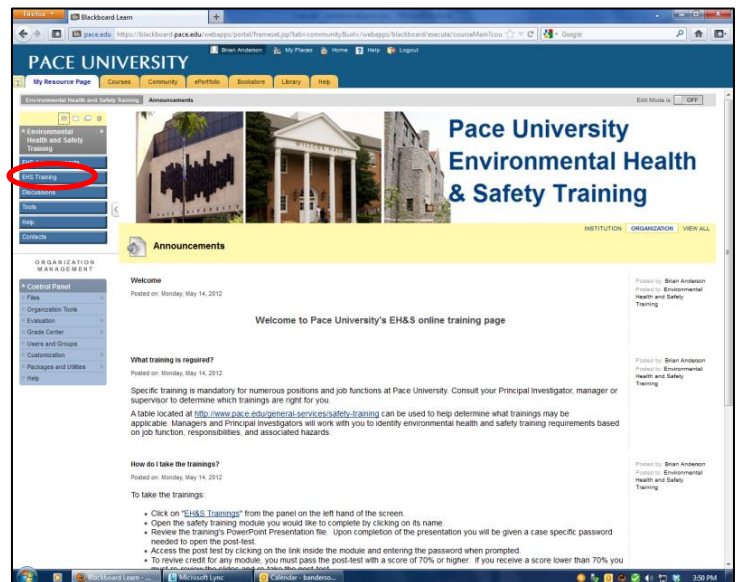 Firefox
Blackboard Learn
pace.edu https://blackboard.pace.edu/webapps/portal/frameset.jsp?tab=community&url=/webapps/blackboard/execute/courseMain?cou
Google
Brian Anderson My Places Home Help Logout
PACE UNIVERSITY
My Resource Page Courses Community ePortfolio Bookstore Library Help
Environmental Health and Safety Training Announcements
Edit Mode is: OFF
Environmental Health and Safety Training
EHS Training
Discussions
Tools
Help
Contacts
ORGANIZATION
MANAGEMENT
Control Panel
Files
Organization Tools
Evaluation
Grade Center
Users and Groups
Customization
Packages and Utilities
Help
Pace University
Environmental Health
& Safety Training
INSTITUTION ORGANIZATION VIEW ALL
Announcements
Welcome
Posted on: Monday, May 14, 2012
Welcome to Pace University's EH&S online training page
Posted by: Brian Anderson
Posted to: Environmental
Health and Safety
Training
What training is required?
Posted on: Monday, May 14, 2012
Specific training is mandatory for numerous positions and job functions at Pace University. Consult your Principal Investigator, manager or
supervisor to determine which trainings are right for you.
A table located at http://www.pace.edu/general-services/safety-training can be used to help determine what trainings may be
applicable. Managers and Principal Investigators will work with you to identify environmental health and safety training requirements based
on job function, responsibilities, and associated hazards.
Posted by: Brian Anderson
Posted to: Environmental
Health and Safety
Training
How do I take the trainings?
Posted on: Monday, May 14, 2012
To take the trainings:
• Click on "EH&S Trainings" from the panel on the left hand of the screen.
• Open the safety training module you would like to complete by clicking on its name.
• Review the training's PowerPoint Presentation file. Upon completion of the presentation you will be given a case specific password
needed to open the post-test.
• Access the post test by clicking on the link inside the module and entering the password when prompted.
• To revive credit for any module, you must pass the post-test with a score of 70% or higher. If you receive a score lower than 70% you
must re-review the slides and re-take the post-test.
Posted by: Brian Anderson
Posted to: Environmental
Health and Safety
Training
Blackboard Learn - ... Microsoft Lync Calendar - banderso... 3:50 PM